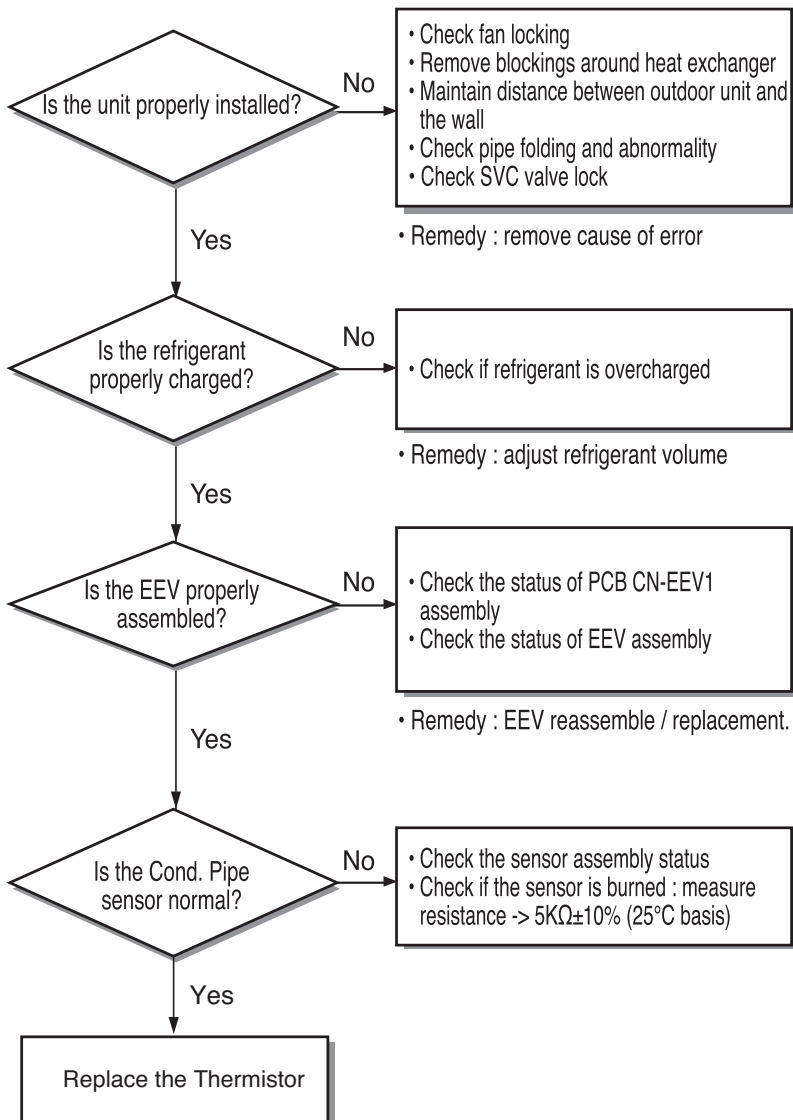 Is the unit properly installed?
No
• Check fan locking
• Remove blockings around heat exchanger
• Maintain distance between outdoor unit and
the wall
• Check pipe folding and abnormality
• Check SVC valve lock
• Remedy : remove cause of error
Yes
Is the refrigerant
properly charged?
No
• Check if refrigerant is overcharged
• Remedy : adjust refrigerant volume
Yes
Is the EEV properly
assembled?
No
• Check the status of PCB CN-EEV1
assembly
• Check the status of EEV assembly
• Remedy : EEV reassemble / replacement.
Yes
Is the Cond. Pipe
sensor normal?
No
• Check the sensor assembly status
• Check if the sensor is burned : measure
resistance -> 5KΩ±10% (25°C basis)
Yes
Replace the Thermistor